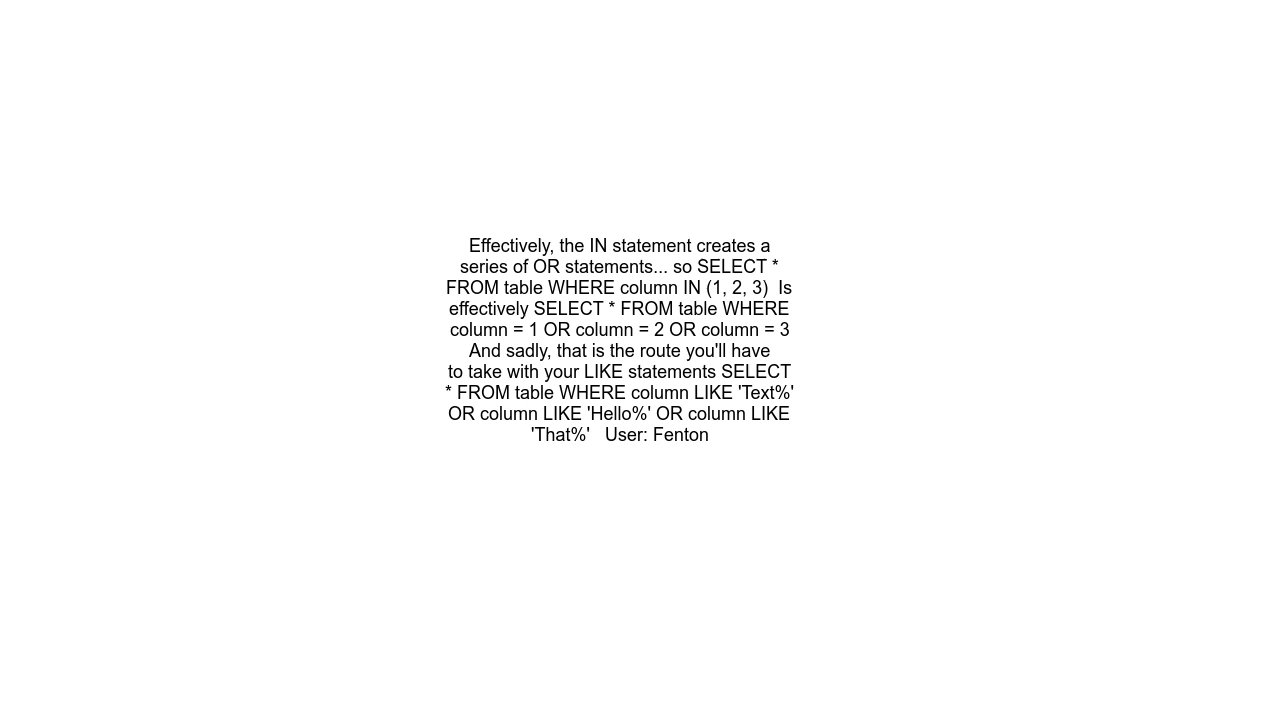 Effectively, the IN statement creates a
series of OR statements... so SELECT *
FROM table WHERE column IN (1, 2, 3)  Is
effectively SELECT * FROM table WHERE
column = 1 OR column = 2 OR column = 3
And sadly, that is the route you'll have
to take with your LIKE statements SELECT
* FROM table WHERE column LIKE 'Text%'
OR column LIKE 'Hello%' OR column LIKE
'That%'   User: Fenton